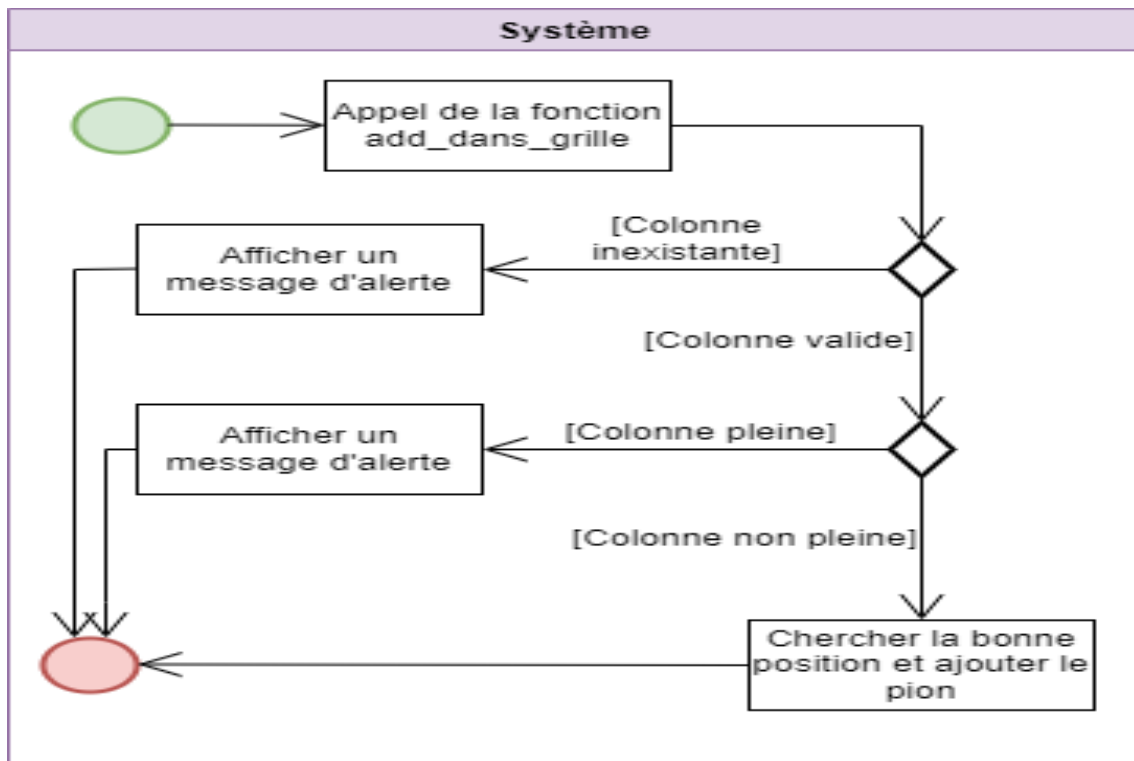 Système
Appel de la fonction
add_dans_grille
[Colonne
inexistante]
Afficher un
message d'alerte
[Colonne valide]
Afficher un
message d'alerte
[Colonne pleine]
[Colonne non pleine]
Chercher la bonne
position et ajouter le
pion